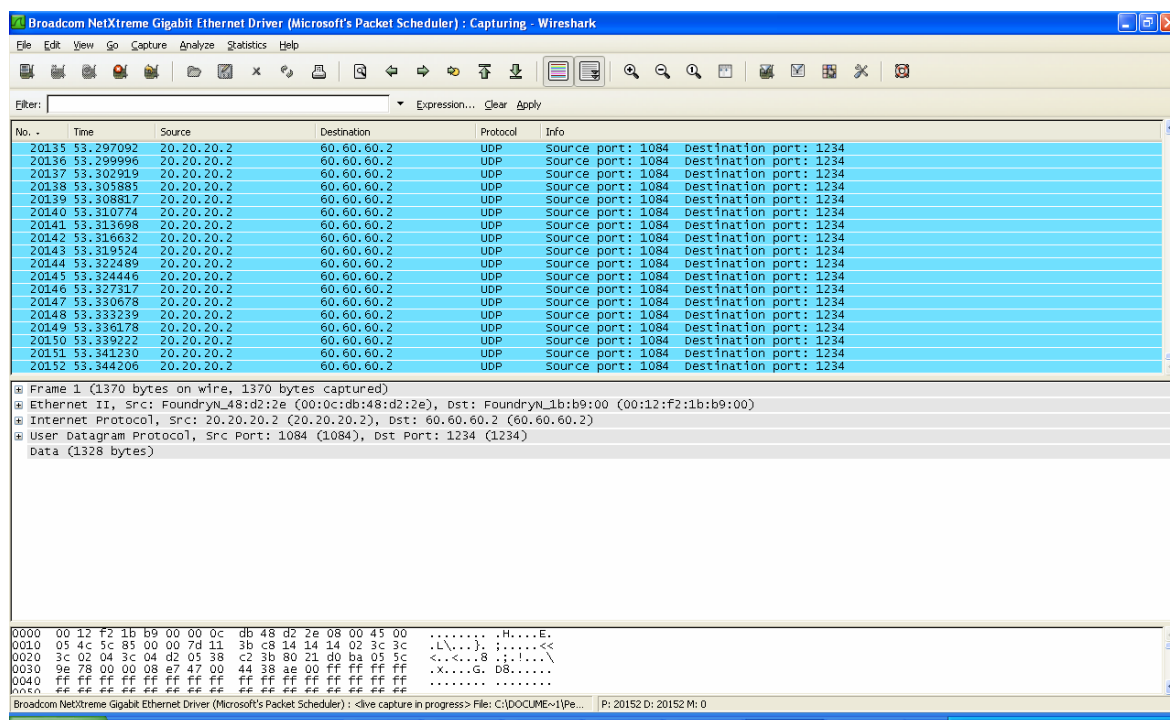 Broadcom NetXtreme Gigabit Ethernet Driver (Microsoft's Packet Scheduler) : Capturing - Wireshark
File Edit View Go Capture Analyze Statistics Help
Filter: Expression... Clear Apply
No. - Time Source Destination Protocol Info
20135 53.297092 20.20.20.2 60.60.60.2 UDP Source port: 1084 Destination port: 1234
20136 53.299996 20.20.20.2 60.60.60.2 UDP Source port: 1084 Destination port: 1234
20137 53.302919 20.20.20.2 60.60.60.2 UDP Source port: 1084 Destination port: 1234
20138 53.305885 20.20.20.2 60.60.60.2 UDP Source port: 1084 Destination port: 1234
20139 53.308817 20.20.20.2 60.60.60.2 UDP Source port: 1084 Destination port: 1234
20140 53.310774 20.20.20.2 60.60.60.2 UDP Source port: 1084 Destination port: 1234
20141 53.313698 20.20.20.2 60.60.60.2 UDP Source port: 1084 Destination port: 1234
20142 53.316632 20.20.20.2 60.60.60.2 UDP Source port: 1084 Destination port: 1234
20143 53.319524 20.20.20.2 60.60.60.2 UDP Source port: 1084 Destination port: 1234
20144 53.322489 20.20.20.2 60.60.60.2 UDP Source port: 1084 Destination port: 1234
20145 53.324446 20.20.20.2 60.60.60.2 UDP Source port: 1084 Destination port: 1234
20146 53.327317 20.20.20.2 60.60.60.2 UDP Source port: 1084 Destination port: 1234
20147 53.330678 20.20.20.2 60.60.60.2 UDP Source port: 1084 Destination port: 1234
20148 53.333239 20.20.20.2 60.60.60.2 UDP Source port: 1084 Destination port: 1234
20149 53.336178 20.20.20.2 60.60.60.2 UDP Source port: 1084 Destination port: 1234
20150 53.339222 20.20.20.2 60.60.60.2 UDP Source port: 1084 Destination port: 1234
20151 53.341230 20.20.20.2 60.60.60.2 UDP Source port: 1084 Destination port: 1234
20152 53.344206 20.20.20.2 60.60.60.2 UDP Source port: 1084 Destination port: 1234
Frame 1 (1370 bytes on wire, 1370 bytes captured)
Ethernet II, Src: FoundryN_48:d2:2e (00:0c:db:48:d2:2e), Dst: FoundryN_1b:b9:00 (00:12:f2:1b:b9:00)
Internet Protocol, Src: 20.20.20.2 (20.20.20.2), Dst: 60.60.60.2 (60.60.60.2)
User Datagram Protocol, Src Port: 1084 (1084), Dst Port: 1234 (1234)
Data (1328 bytes)
0000 00 12 f2 1b b9 00 00 0c db 48 d2 2e 08 00 45 00 ........ .H....E.
0010 05 4c 5c 85 00 00 7d 11 3b c8 14 14 14 02 3c 3c .L\...}. ;.....<<
0020 3c 02 04 3c 04 d2 05 38 c2 3b 80 21 d0 ba 05 5c <..<...8 .;.!...\
0030 9e 78 00 00 08 e7 47 00 44 38 ae 00 ff ff ff ff .x....G. D8......
0040 ff ff ff ff ff ff ff ff ff ff ff ff ff ff ff ff ........ ........
0050 ff ff ff ff ff ff ff ff ff ff ff ff ff ff ff ff
Broadcom NetXtreme Gigabit Ethernet Driver (Microsoft's Packet Scheduler) : <live capture in progress> File: C:\DOCUME~1\Pe... P: 20152 D: 20152 M: 0